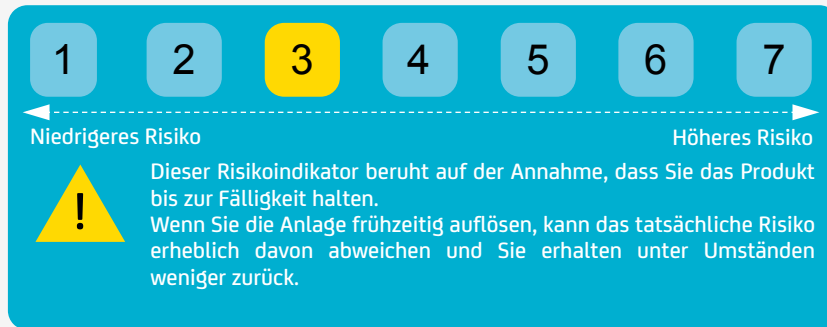 1 2 3 4 5 6 7
Niedrigeres Risiko Höheres Risiko
!
Dieser Risikoindikator beruht auf der Annahme, dass Sie das Produkt
bis zur Fälligkeit halten.
Wenn Sie die Anlage frühzeitig auflösen, kann das tatsächliche Risiko
erheblich davon abweichen und Sie erhalten unter Umständen
weniger zurück.